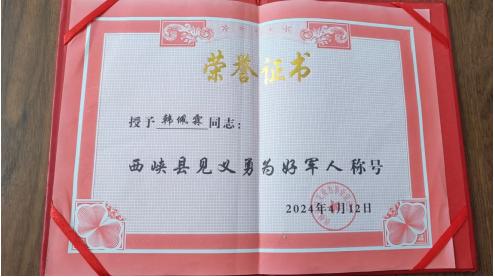 荣誉证书
授予 韩佩霖 同志：
西峡县见义勇为好军人称号
2024年4月12日